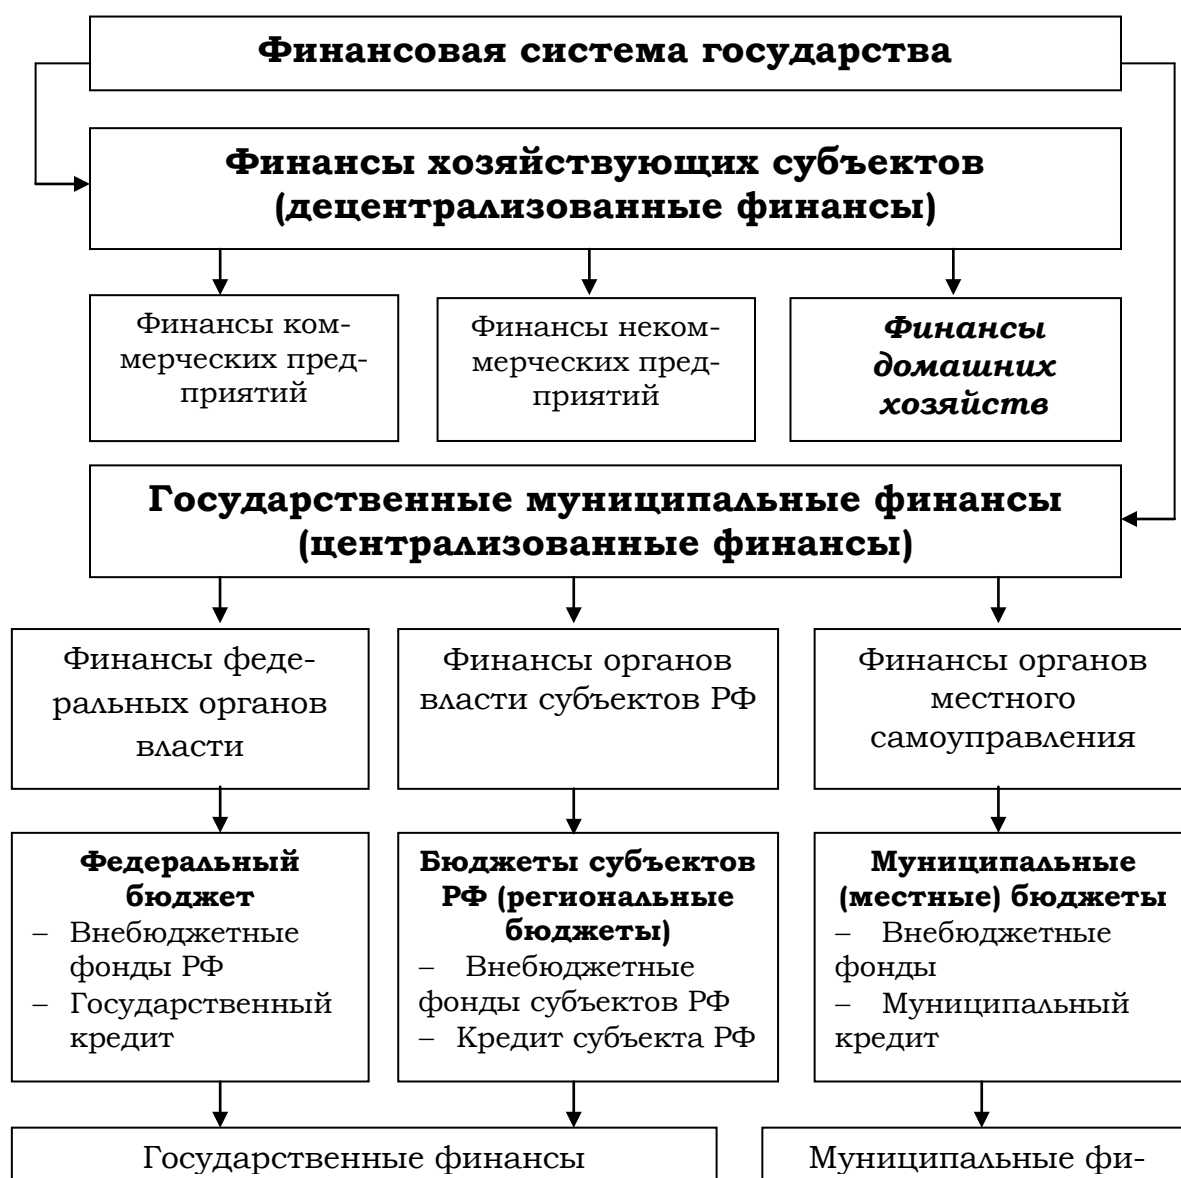 Финансовая система государства
Финансы хозяйствующих субъектов
(децентрализованные финансы)
Финансы ком-
мерческих пред-
приятий
Финансы неком-
мерческих пред-
приятий
Финансы
домашних
хозяйств
Государственные муниципальные финансы
(централизованные финансы)
Финансы феде-
ральных органов
власти
Финансы органов
власти субъектов РФ
Финансы органов
местного
самоуправления
Федеральный
бюджет
– Внебюджетные
фонды РФ
– Государственный
кредит
Бюджеты субъектов
РФ (региональные
бюджеты)
– Внебюджетные
фонды субъектов РФ
– Кредит субъекта РФ
Муниципальные
(местные) бюджеты
– Внебюджетные
фонды
– Муниципальный
кредит
Государственные финансы
Муниципальные фи-